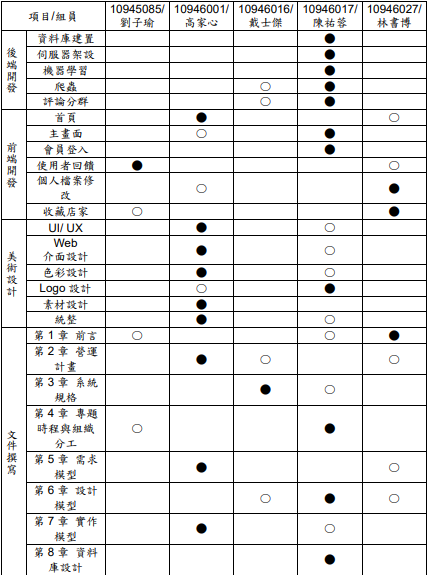 項目/組員 10945085/ 10946001/ 10946016/ 10946017/ 10946027/
劉子瑜 高家心 戴士傑 陳祐蓉 林書博
後端開發
資料庫建置 ●
伺服器架設 ●
機器學習 ●
爬蟲 ○ ●
評論分群 ○ ●
前端開發
首頁 ● ○
主畫面 ○ ●
會員登入 ●
使用者回饋 ● ○
個人檔案修
改 ○ ●
收藏店家 ○ ●
美術設計
UI/ UX ● ○
Web
介面設計 ● ○
色彩設計 ● ○
Logo 設計 ○ ●
素材設計 ●
統整 ● ○
文件撰寫
第 1 章 前言 ○ ○ ●
第 2 章 營運
計畫 ● ○ ○
第 3 章 系統
規格 ● ○
第 4 章 專題
時程與組織
分工 ○ ●
第 5 章 需求
模型 ● ○
第 6 章 設計
模型 ○ ● ○
第 7 章 實作
模型 ● ○
第 8 章 資料
庫設計 ●